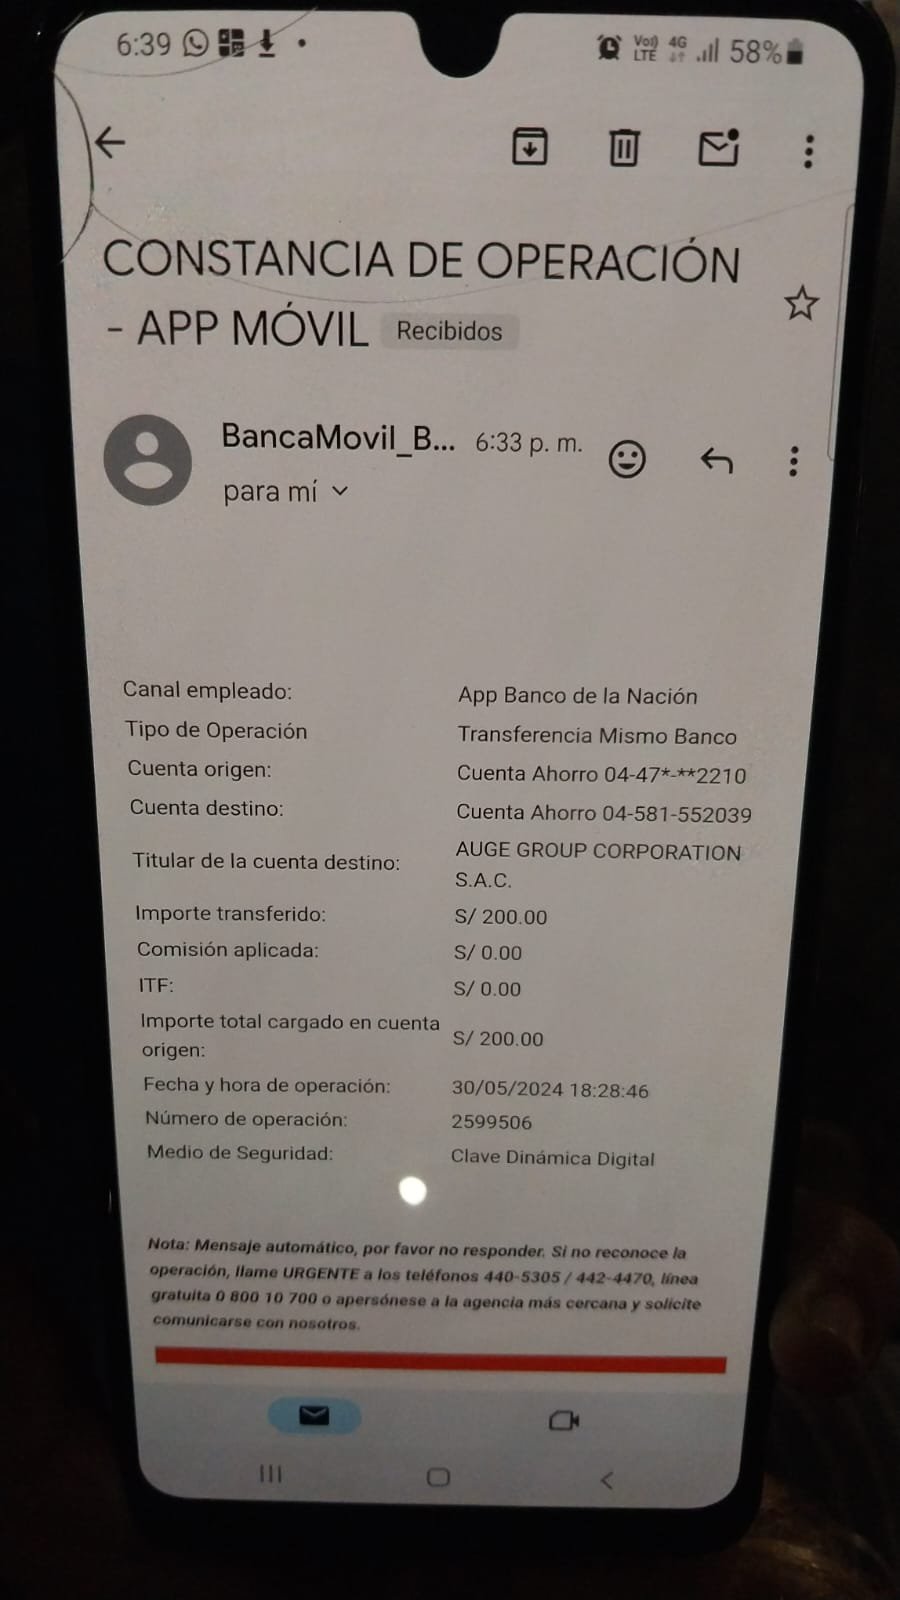 6:39
Vo)) LTE 4G 58%
CONSTANCIA DE OPERACIÓN
- APP MÓVIL Recibidos
BancaMovil_B... 6:33 p. m.
para mí
Canal empleado: App Banco de la Nación
Tipo de Operación Transferencia Mismo Banco
Cuenta origen: Cuenta Ahorro 04-47*-**2210
Cuenta destino: Cuenta Ahorro 04-581-552039
Titular de la cuenta destino: AUGE GROUP CORPORATION
S.A.C.
Importe transferido: S/ 200.00
Comisión aplicada: S/ 0.00
ITF: S/ 0.00
Importe total cargado en cuenta
origen: S/ 200.00
Fecha y hora de operación: 30/05/2024 18:28:46
Número de operación: 2599506
Medio de Seguridad: Clave Dinámica Digital
Nota: Mensaje automático, por favor no responder. Si no reconoce la
operación, llame URGENTE a los teléfonos 440-5305 / 442-4470, línea
gratuita 0 800 10 700 o apersónese a la agencia más cercana y solicite
comunicarse con nosotros.